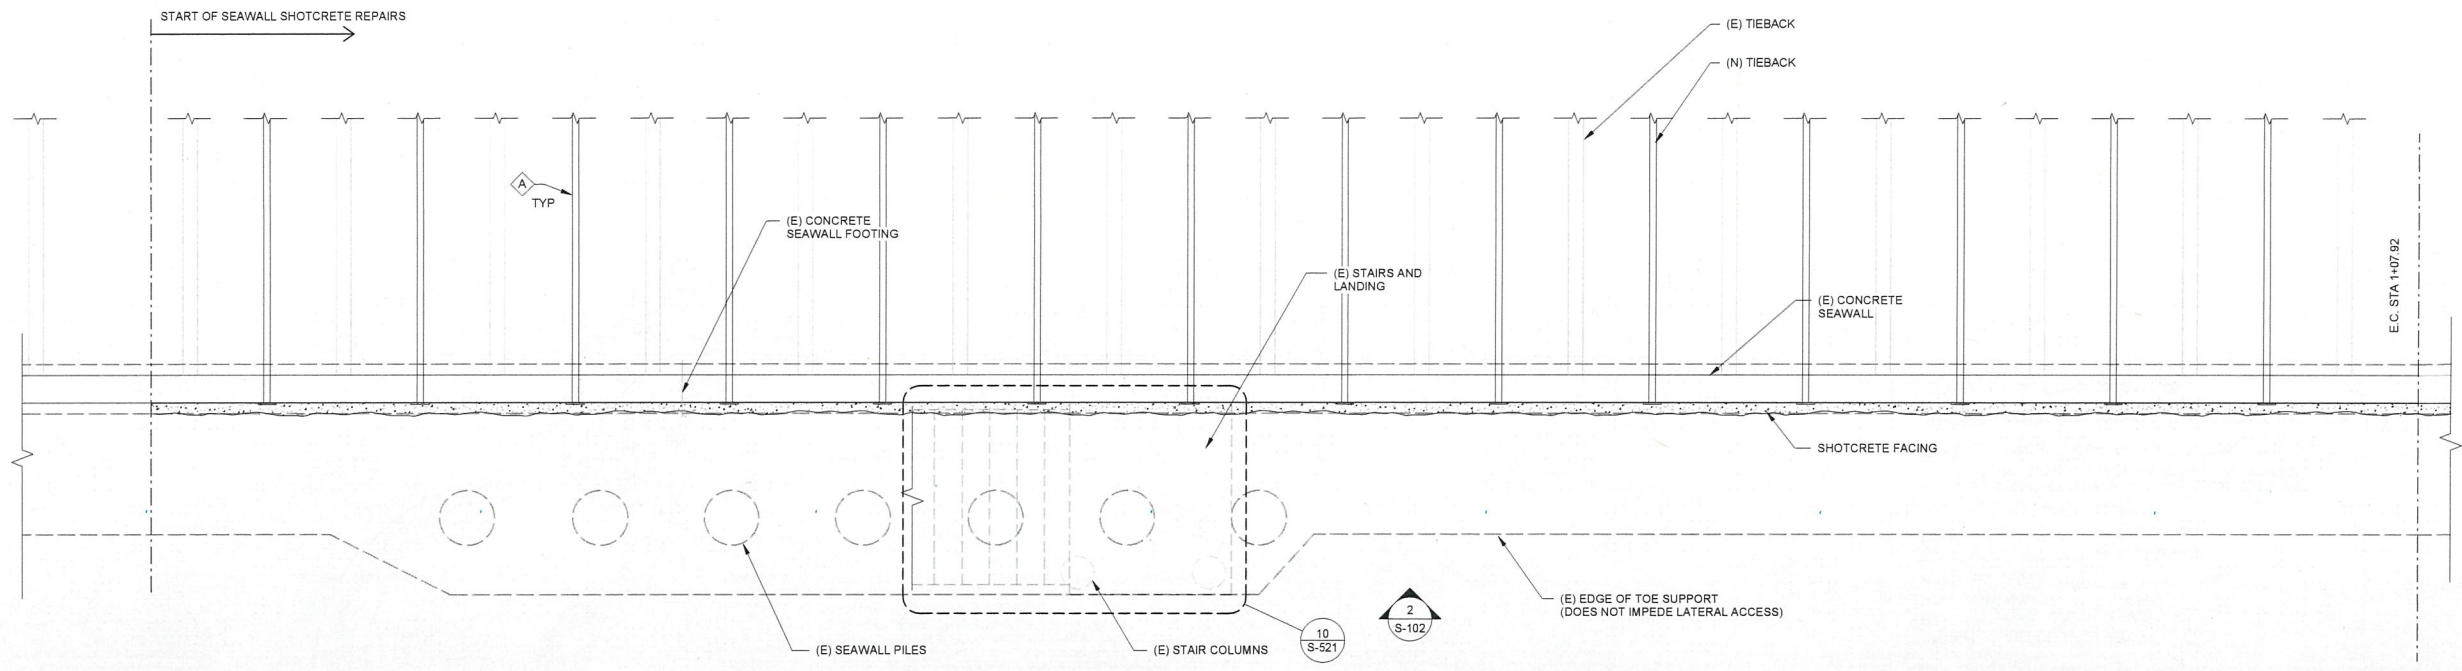 START OF SEAWALL SHOTCRETE REPAIRS
(E) TIEBACK
(N) TIEBACK
A
TYP
(E) CONCRETE
SEAWALL FOOTING
(E) STAIRS AND
LANDING
(E) CONCRETE
SEAWALL
E.C. STA 1+07.92
SHOTCRETE FACING
(E) EDGE OF TOE SUPPORT
(DOES NOT IMPEDE LATERAL ACCESS)
2
S-102
10
S-521
(E) SEAWALL PILES
(E) STAIR COLUMNS